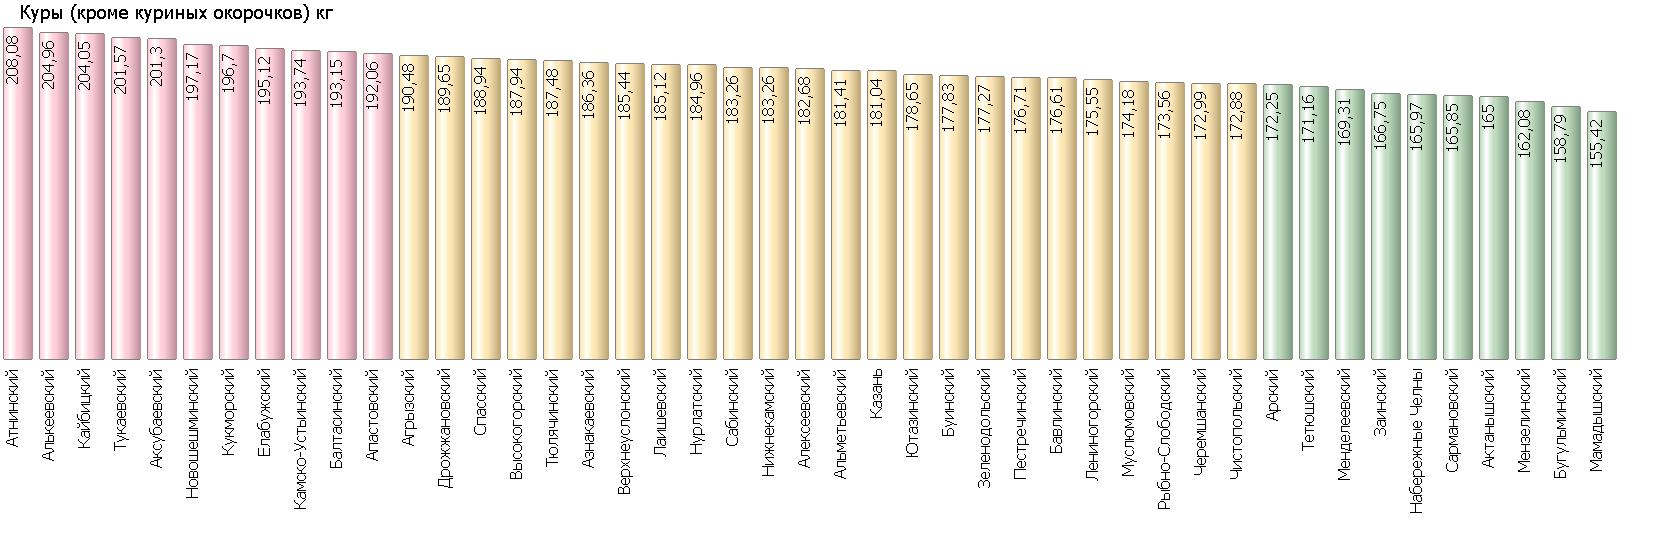 Куры (кроме куриных окорочков) кг
208,08
204,96
204,05
201,57
201,3
197,17
196,7
195,12
193,74
193,15
192,06
190,48
189,65
188,94
187,94
187,48
186,36
185,44
185,12
184,96
183,26
183,26
182,68
181,41
181,04
178,65
177,83
177,27
176,71
176,61
175,55
174,18
173,56
172,99
172,88
172,25
171,16
169,31
166,75
165,97
165,85
165
162,08
158,79
155,42
Атнинский
Алькеевский
Кайбицкий
Тукаевский
Аксубаевский
Новошешминский
Кукморский
Елабужский
Камско-Устьинский
Балтасинский
Апастовский
Агрызский
Дрожжановский
Спасский
Высокогорский
Тюлячинский
Азнакаевский
Верхнеуслонский
Лаишевский
Нурлатский
Сабинский
Нижнекамский
Алексеевский
Альметьевский
Казань
Ютазинский
Буинский
Зеленодольский
Пестречинский
Бавлинский
Лениногорский
Муслюмовский
Рыбно-Слободский
Черемшанский
Чистопольский
Арский
Тетюшский
Менделеевский
Заинский
Набережные Челны
Сармановский
Актанышский
Мензелинский
Бугульминский
Мамадышский